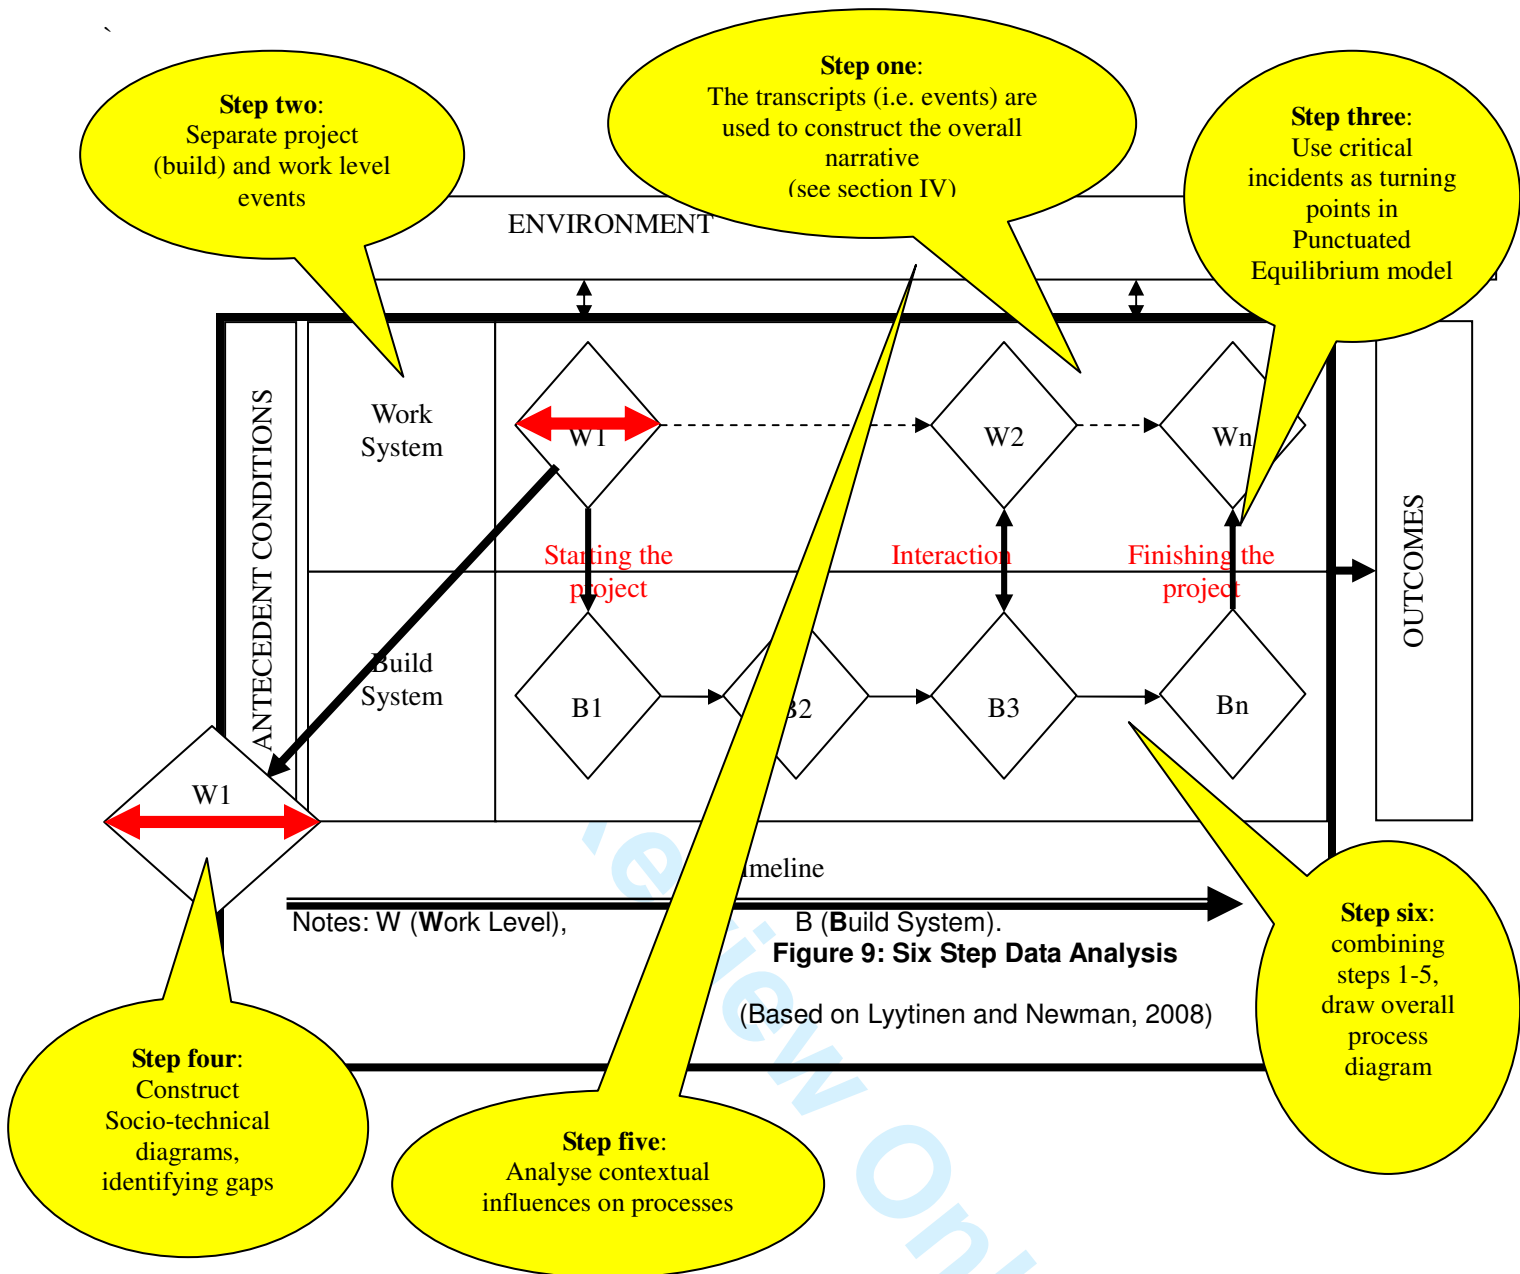 `
Step one:
The transcripts (i.e. events) are
used to construct the overall
narrative
(see section IV)
Step two:
Separate project
(build) and work level
events
Step three:
Use critical
incidents as turning
points in
Punctuated
Equilibrium model
ENVIRONMENT
ANTECEDENT CONDITIONS
Work
System
W1
W2
Wn
Starting the
project
Interaction
Finishing the
project
OUTCOMES
Build
System
B1
B2
B3
Bn
W1
imeline
Notes: W (Work Level), B (Build System).
Figure 9: Six Step Data Analysis
(Based on Lyytinen and Newman, 2008)
Step four:
Construct
Socio-technical
diagrams,
identifying gaps
Step five:
Analyse contextual
influences on processes
Step six:
combining
steps 1-5,
draw overall
process
diagram